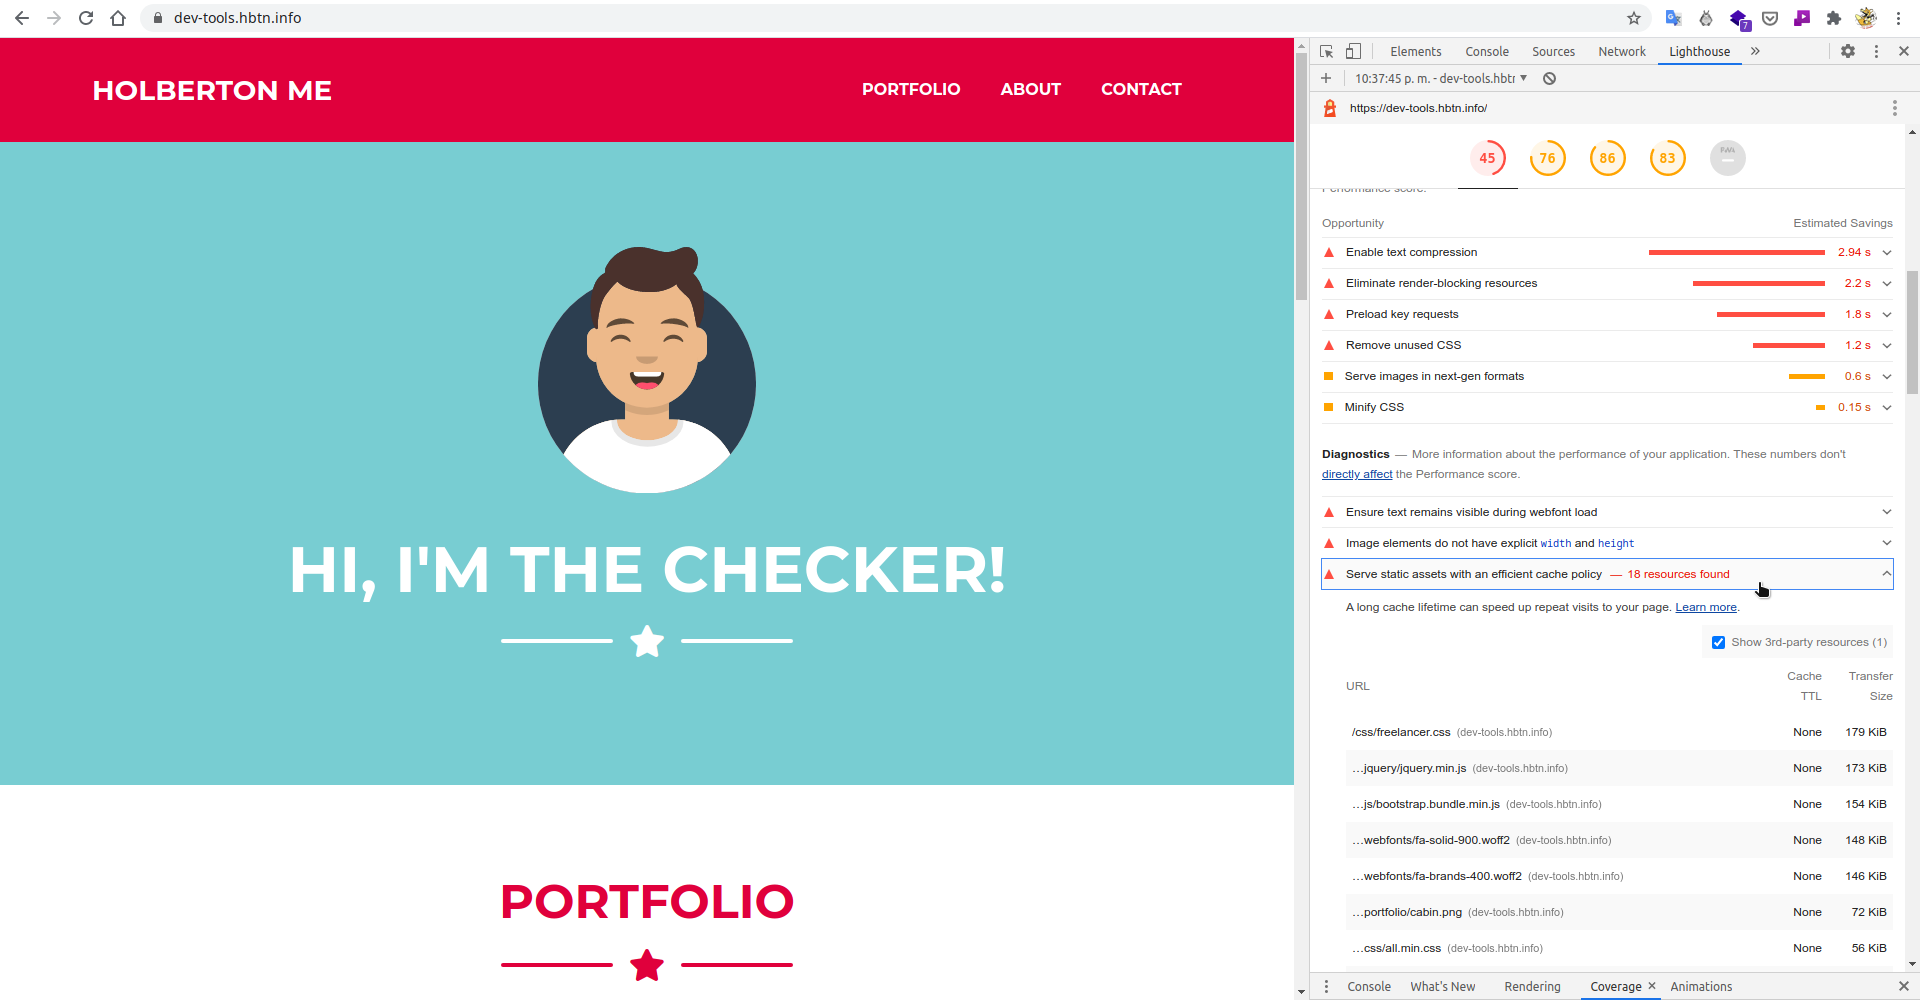 dev-tools.hbtn.info
7
HOLBERTON ME
PORTFOLIO ABOUT CONTACT
HI, I'M THE CHECKER!
PORTFOLIO
Elements Console Sources Network Lighthouse
10:37:45 p. m. - dev-tools.hbtn
https://dev-tools.hbtn.info/
45 76 86 83 PWA
Performance score.
Opportunity Estimated Savings
Enable text compression 2.94 s
Eliminate render-blocking resources 2.2 s
Preload key requests 1.8 s
Remove unused CSS 1.2 s
Serve images in next-gen formats 0.6 s
Minify CSS 0.15 s
Diagnostics — More information about the performance of your application. These numbers don't
directly affect the Performance score.
Ensure text remains visible during webfont load
Image elements do not have explicit width and height
Serve static assets with an efficient cache policy — 18 resources found
A long cache lifetime can speed up repeat visits to your page. Learn more.
Show 3rd-party resources (1)
URL Cache TTL Transfer Size
/css/freelancer.css (dev-tools.hbtn.info) None 179 KiB
…jquery/jquery.min.js (dev-tools.hbtn.info) None 173 KiB
…js/bootstrap.bundle.min.js (dev-tools.hbtn.info) None 154 KiB
…webfonts/fa-solid-900.woff2 (dev-tools.hbtn.info) None 148 KiB
…webfonts/fa-brands-400.woff2 (dev-tools.hbtn.info) None 146 KiB
…portfolio/cabin.png (dev-tools.hbtn.info) None 72 KiB
…css/all.min.css (dev-tools.hbtn.info) None 56 KiB
Console What's New Rendering Coverage Animations